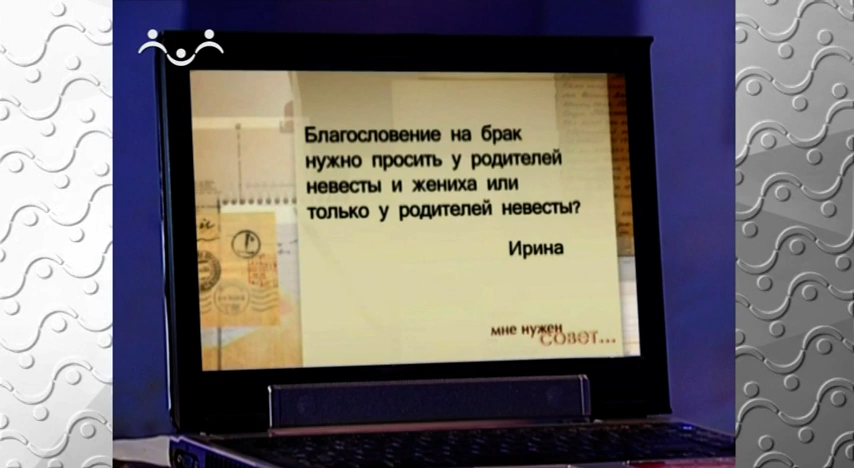 Благословение на брак
нужно просить у родителей
невесты и жениха или
только у родителей невесты?
Ирина
мне нужен
совет...